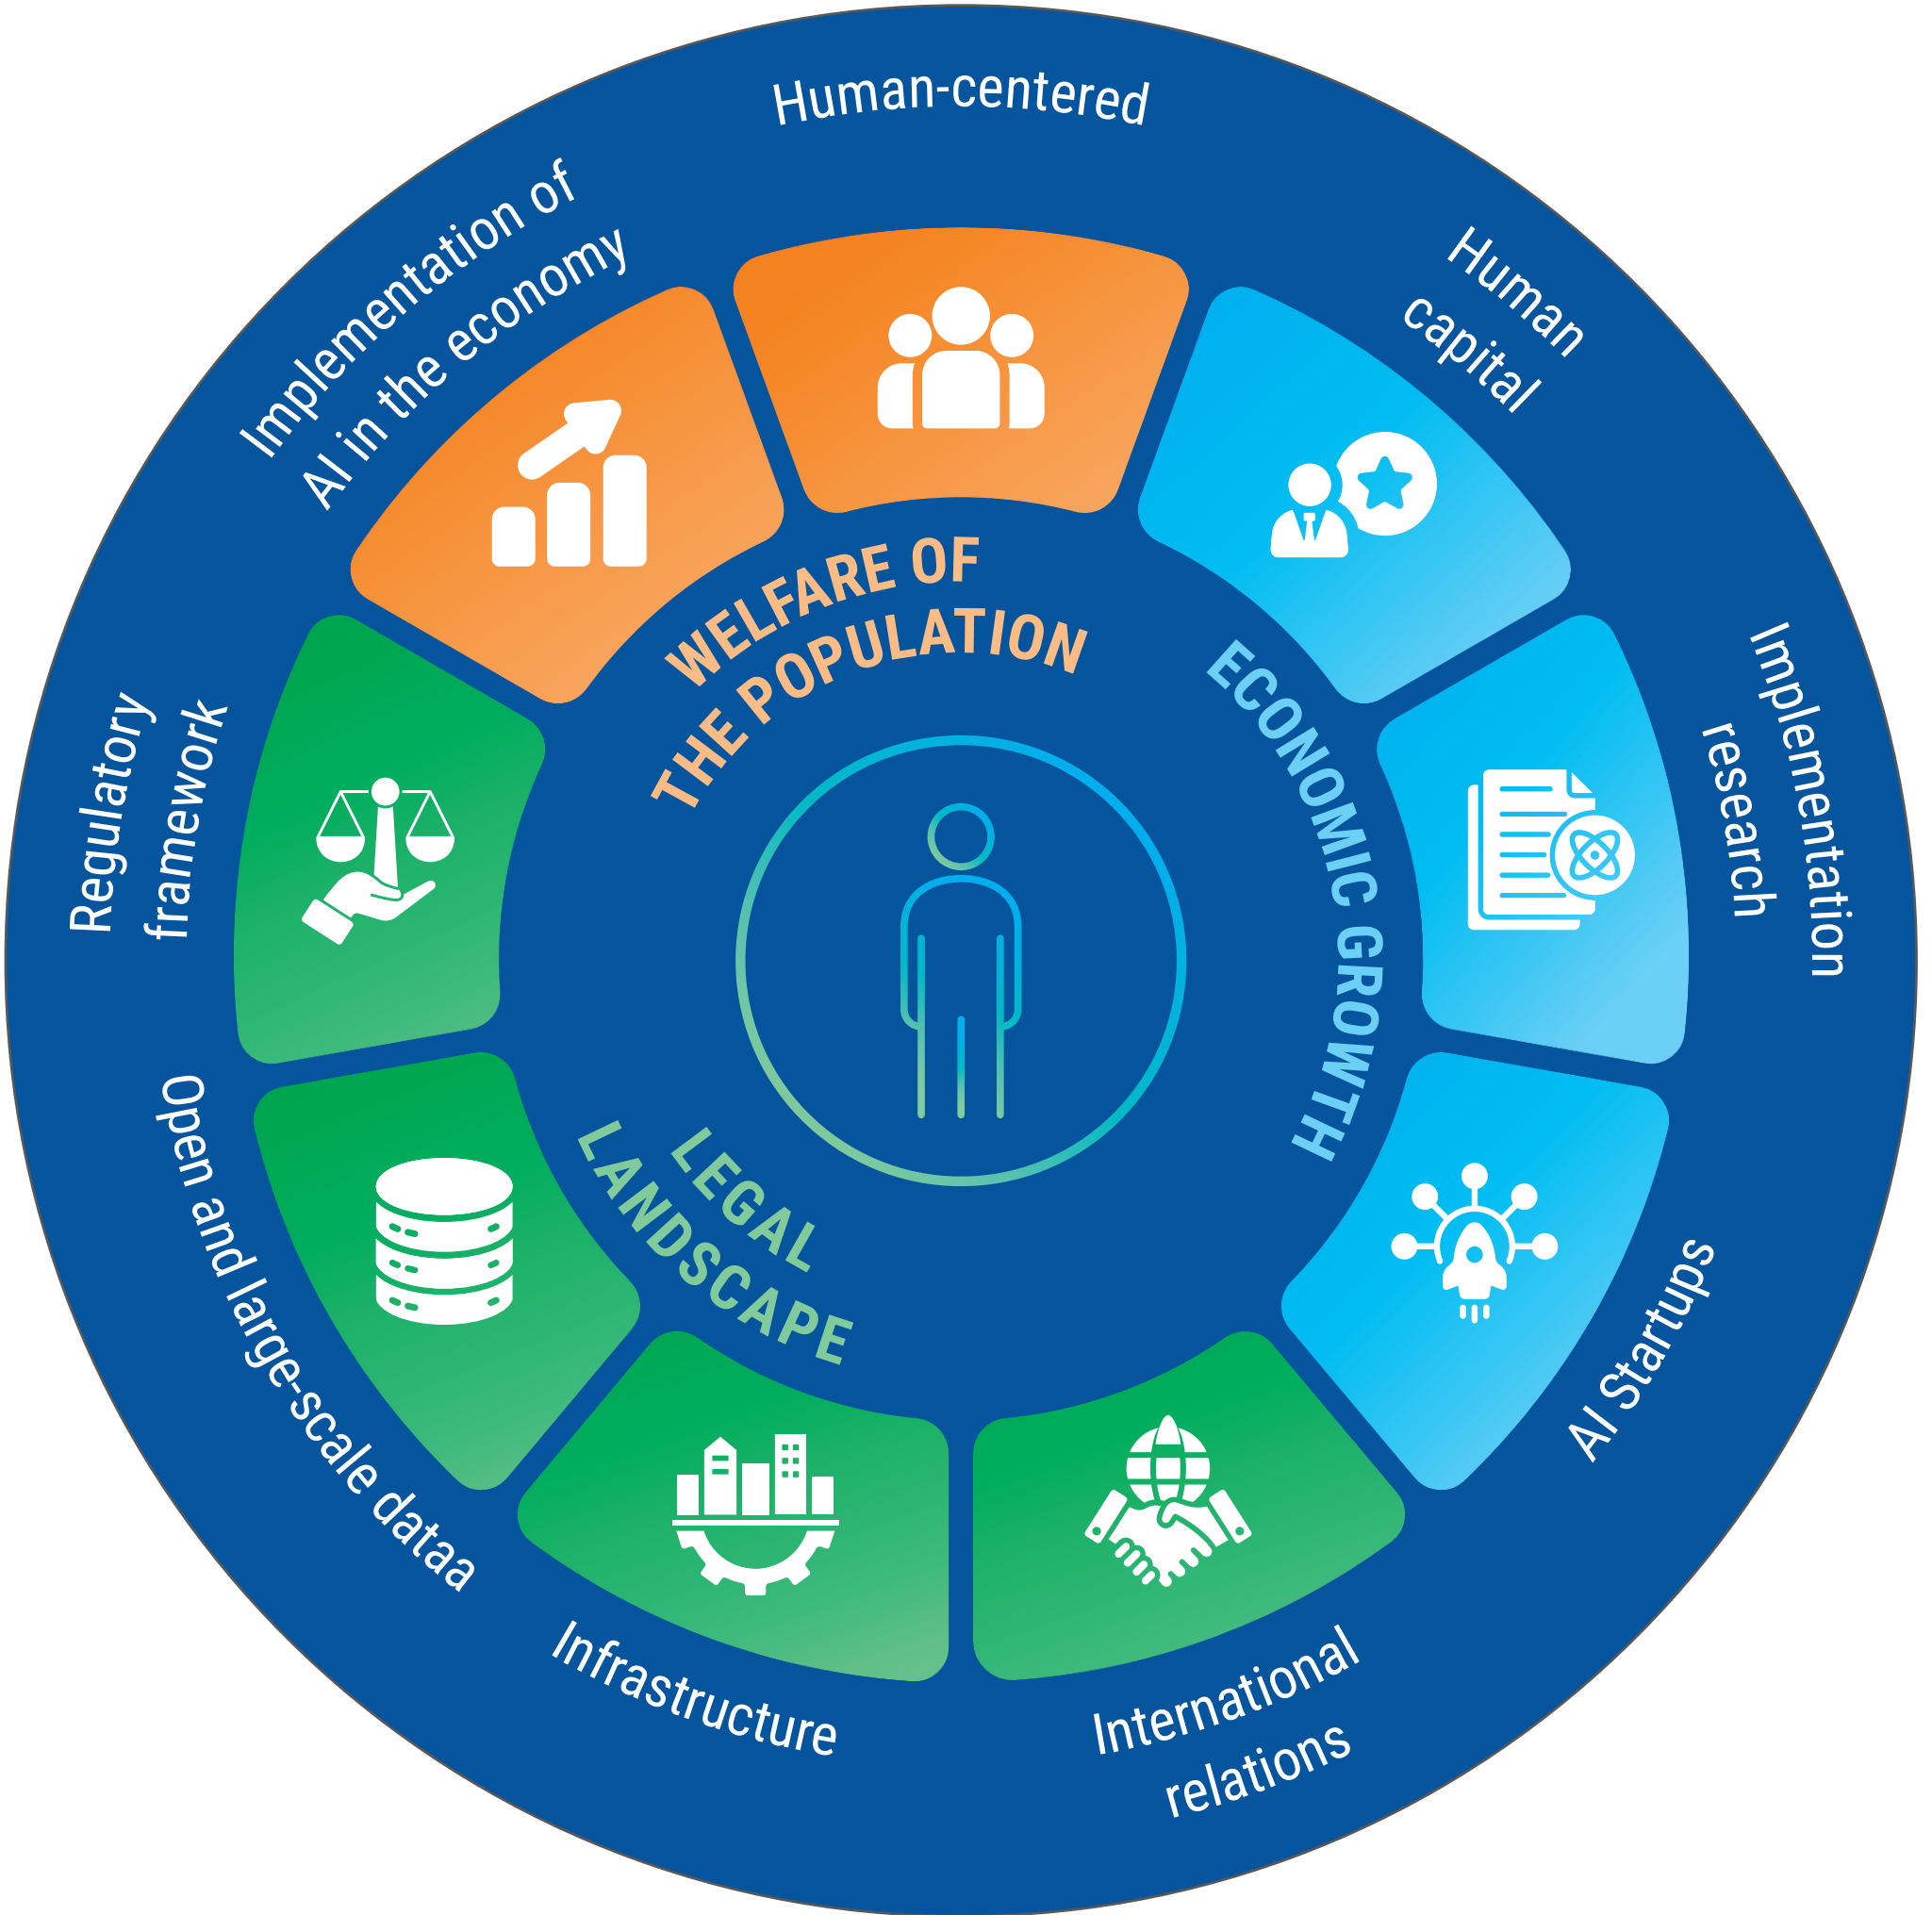 Human-centered
Human
capital
Implementation
research
AI Startups
International
relations
Infrastructure
Open and large-scale dataa
Regulatory
framework
Implementation of
AI in the economy
WELFARE OF
THE POPULATION
ECONOMIC GROWTH
LEGAL
LANDSCAPE